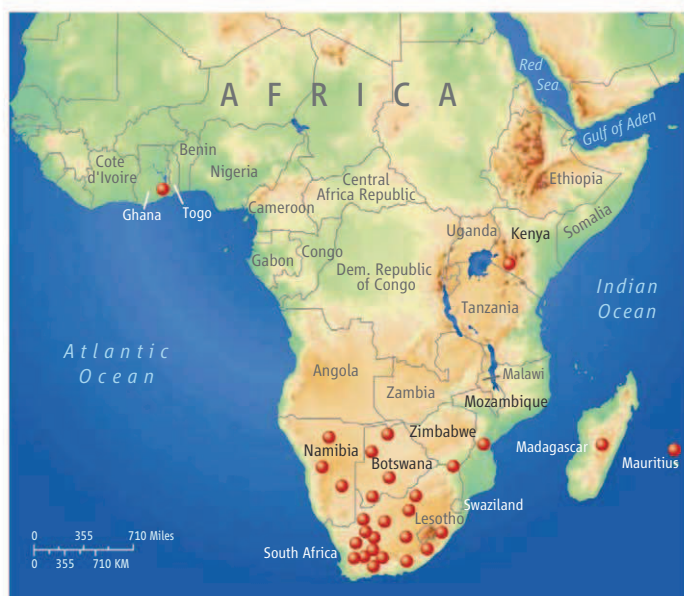 AFRICA
Red
Sea
Gulf of Aden
Cote
d'Ivoire
Benin
Nigeria
Ghana
Togo
Cameroon
Central
Africa Republic
Ethiopia
Somalia
Uganda
Kenya
Gabon
Congo
Dem. Republic
of Congo
Tanzania
Indian
Ocean
Atlantic
Ocean
Angola
Zambia
Malawi
Mozambique
Zimbabwe
Namibia
Botswana
Madagascar
Mauritius
Swaziland
Lesotho
South Africa
0 355 710 Miles
0 355 710 KM